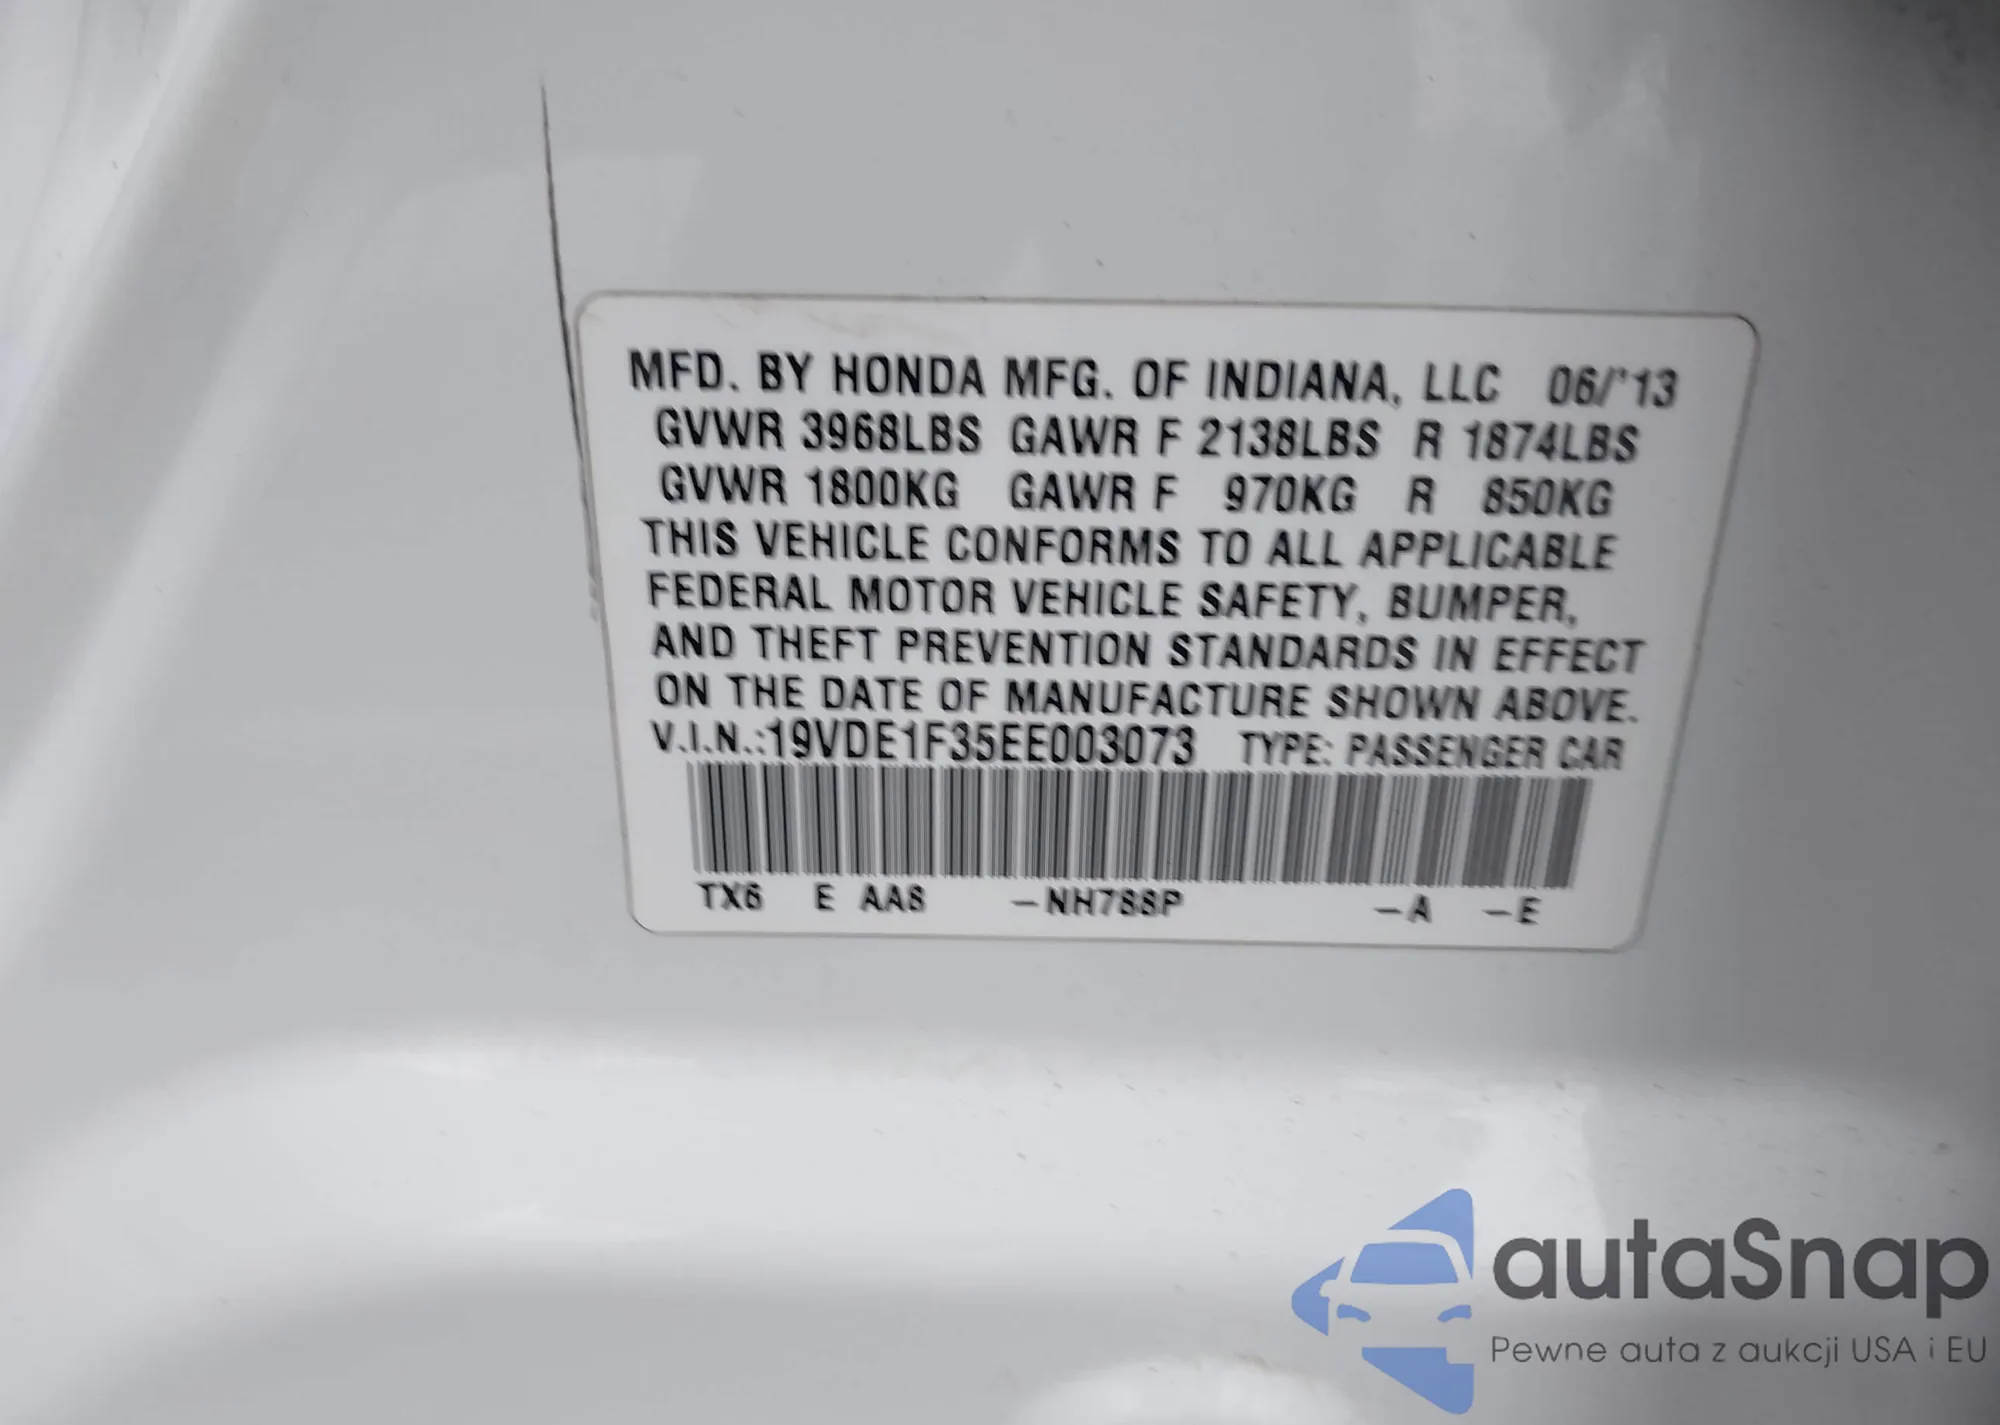 MFD. BY HONDA MFG. OF INDIANA, LLC 06/'13
GVWR 3968LBS GAWR F 2138LBS R 1874LBS
GVWR 1800KG GAWR F 970KG R 850KG
THIS VEHICLE CONFORMS TO ALL APPLICABLE
FEDERAL MOTOR VEHICLE SAFETY, BUMPER,
AND THEFT PREVENTION STANDARDS IN EFFECT
ON THE DATE OF MANUFACTURE SHOWN ABOVE.
V.I.N.:19VDE1F35EE003073 TYPE: PASSENGER CAR
TX6 E AA8 –NH788P –A –E
autaSnap
Pewne auta z aukcji USA i EU